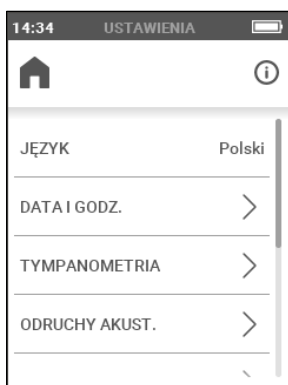 14:34 USTAWIENIA
JĘZYK Polski
DATA I GODZ.
TYMPANOMETRIA
ODRUCHY AKUST.